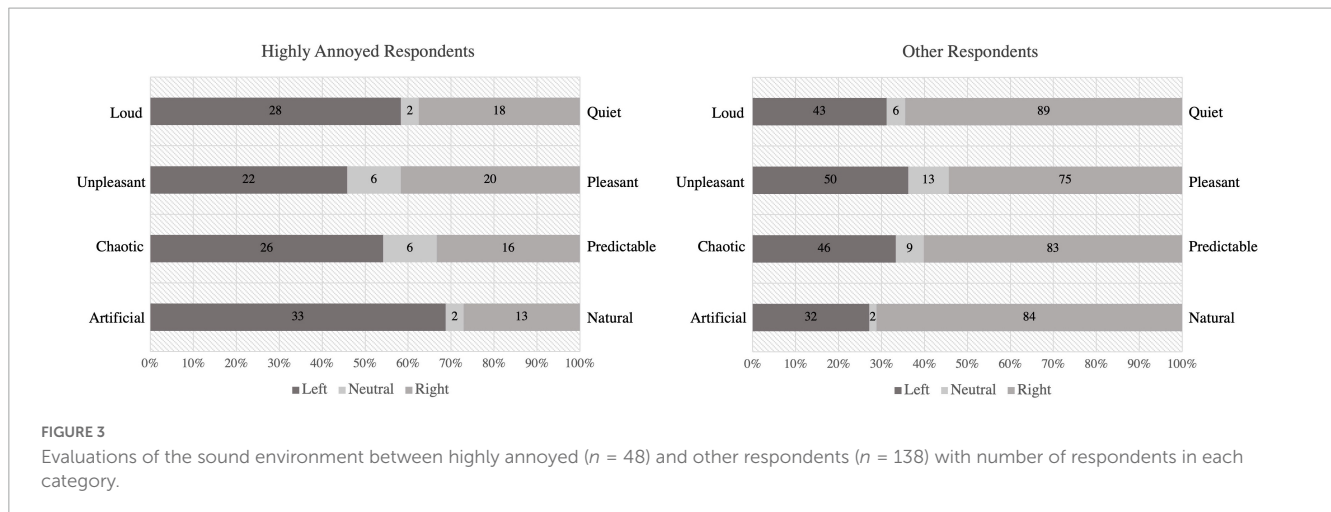 Highly Annoyed Respondents
Loud 28 2 18 Quiet
Unpleasant 22 6 20 Pleasant
Chaotic 26 6 16 Predictable
Artificial 33 2 13 Natural
0% 10% 20% 30% 40% 50% 60% 70% 80% 90% 100%
Left Neutral Right
Other Respondents
Loud 43 6 89 Quiet
Unpleasant 50 13 75 Pleasant
Chaotic 46 9 83 Predictable
Artificial 32 2 84 Natural
0% 10% 20% 30% 40% 50% 60% 70% 80% 90% 100%
Left Neutral Right
FIGURE 3
Evaluations of the sound environment between highly annoyed (n = 48) and other respondents (n = 138) with number of respondents in each
category.